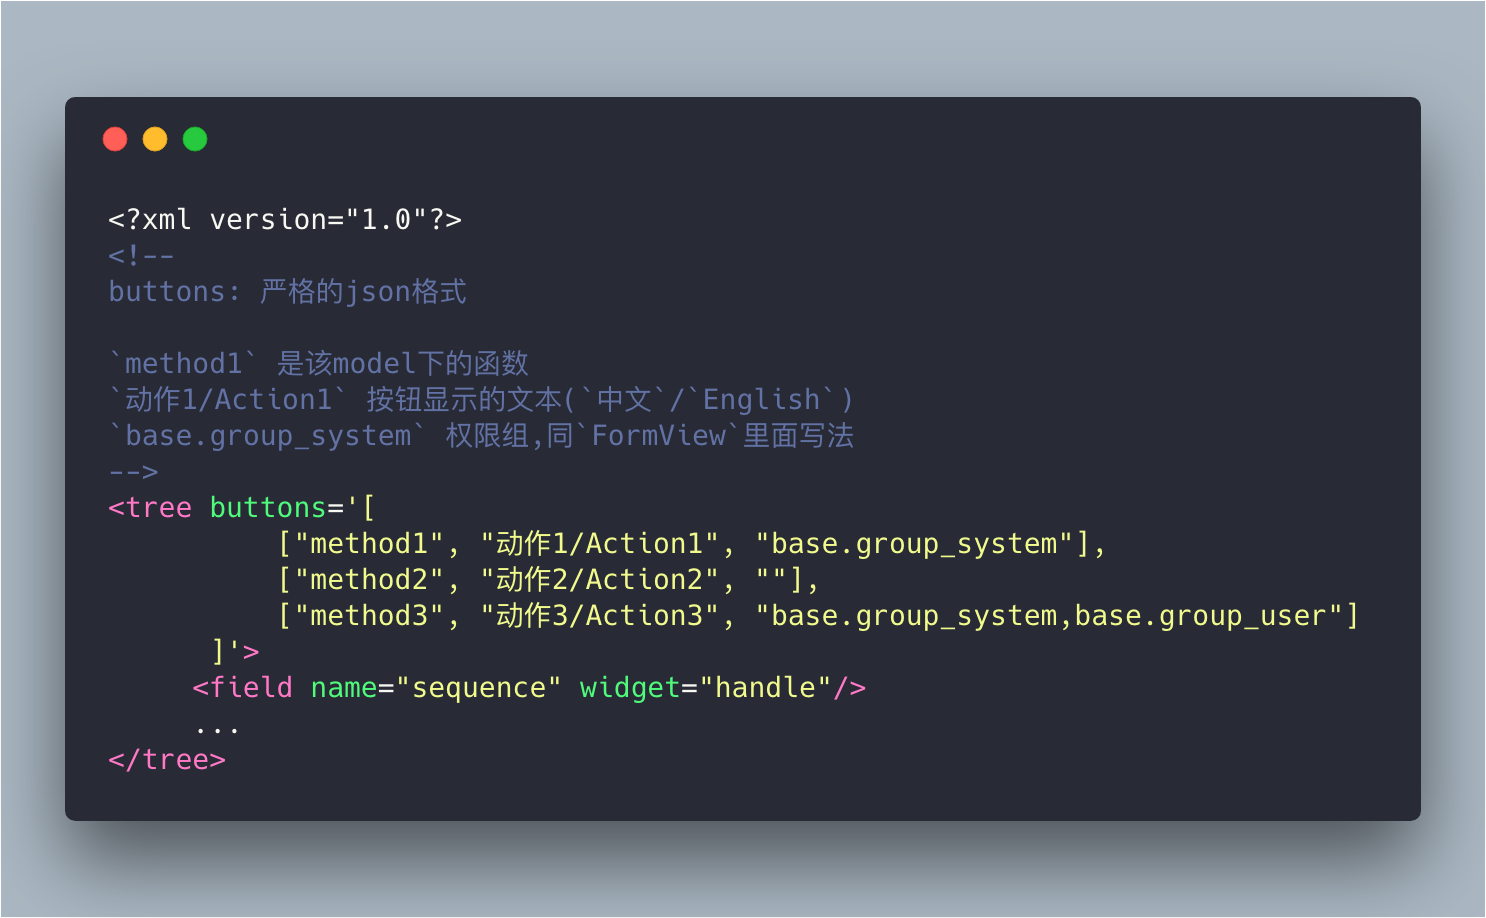 <?xml version="1.0"?>
<!--
buttons: 严格的json格式
`method1` 是该model下的函数
`动作1/Action1` 按钮显示的文本(`中文`/`English`)
`base.group_system` 权限组,同`FormView`里面写法
-->
<tree buttons='[
["method1", "动作1/Action1", "base.group_system"],
["method2", "动作2/Action2", ""],
["method3", "动作3/Action3", "base.group_system,base.group_user"]
]'>
<field name="sequence" widget="handle"/>
...
</tree>